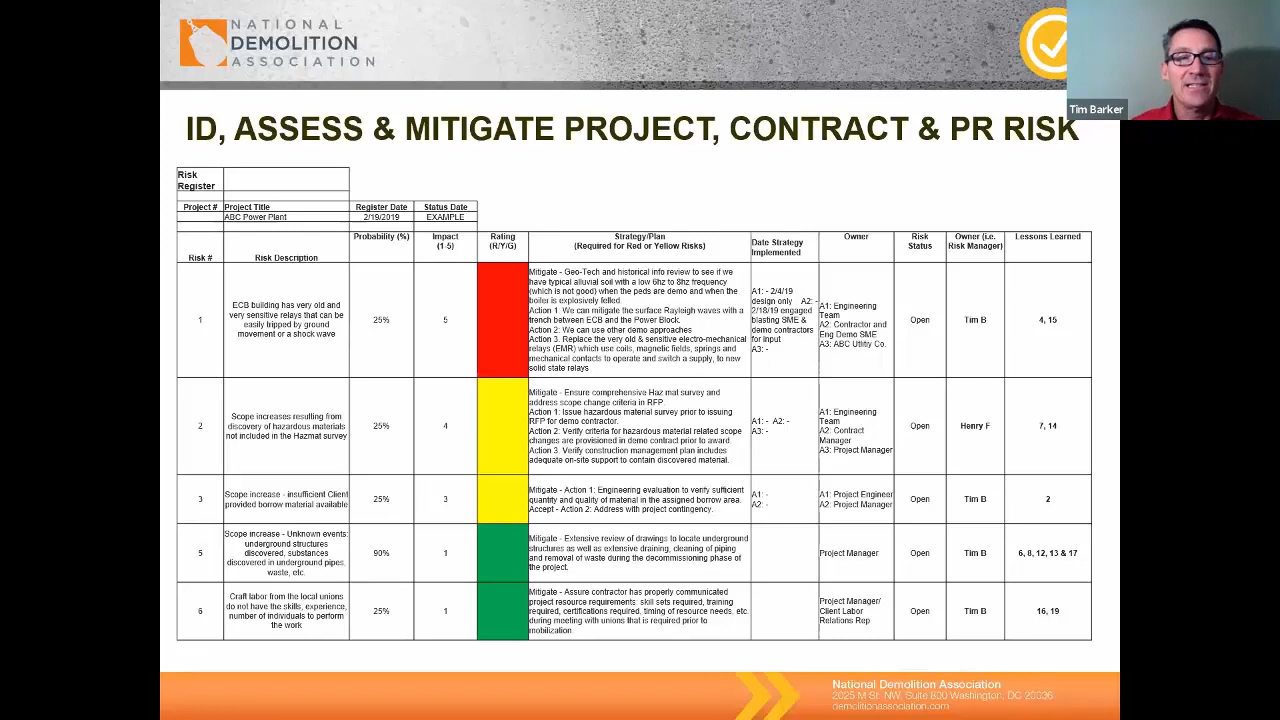 NATIONAL
DEMOLITION
ASSOCIATION
Tim Barker
ID, ASSESS & MITIGATE PROJECT, CONTRACT & PR RISK
Risk
Register
Project # Project Title Register Date Status Date
ABC Power Plant 2/19/2019 EXAMPLE
Risk # Risk Description Probability (%) Impact
(1-5) Rating
(R/Y/G) Strategy/Plan
(Required for Red or Yellow Risks) Date Strategy
Implemented Owner Risk
Status Owner (i.e.
Risk Manager) Lessons Learned
1
ECB building has very old and
very sensitive relays that can be
easily tripped by ground
movement or a shock wave
25%
5
Mitigate - Geo-Tech and historical info review to see if we
have typical alluvial soil with a low 6hz to 8hz frequency
(which is not good) when the peds are demo and when the
boiler is explosively felled.
Action 1. We can mitigate the surface Rayleigh waves with a
trench between ECB and the Power Block.
Action 2: We can use other demo approaches
Action 3. Replace the very old & sensitive electro-mechanical
relays (EMR) which use coils, magnetic fields, springs and
mechanical contacts to operate and switch a supply, to new
solid state relays
A1: - 2/4/19
design only A2: -
2/18/19 engaged
blasting SME &
demo contractors
for input
A3: -
A1: Engineering
Team
A2: Contractor and
Eng Demo SME
A3: ABC Utlitiy Co.
Open
Tim B
4, 15
2
Scope increases resulting from
discovery of hazardous materials
not included in the Hazmat survey
25%
4
Mitigate - Ensure comprehensive Haz mat survey and
address scope change criteria in RFP.
Action 1: Issue hazardous material survey prior to issuing
RFP for demo contractor.
Action 2: Verify criteria for hazardous material related scope
changes are provisioned in demo contract prior to award.
Action 3. Verify construction management plan includes
adequate on-site support to contain discovered material.
A1: - A2: -
A3: -
A1: Engineering
Team
A2: Contract
Manager
A3: Project Manager
Open
Henry F
7, 14
3
Scope increase - insufficient Client
provided borrow material available
25%
3
Mitigate - Action 1: Engineering evaluation to verify sufficient
quantity and quality of material in the assigned borrow area.
Accept - Action 2: Address with project contingency.
A1: -
A2: -
A1: Project Engineer
A2: Project Manager
Open
Tim B
2
5
Scope increase - Unknown events:
underground structures
discovered, substances
discovered in underground pipes,
waste, etc.
90%
1
Mitigate - Extensive review of drawings to locate underground
structures as well as extensive draining, cleaning of piping
and removal of waste during the decommissioning phase of
the project.
Project Manager
Open
Tim B
6, 8, 12, 13 & 17
6
Craft labor from the local unions
do not have the skills, experience,
number of individuals to perform
the work
25%
1
Mitigate - Assure contractor has properly communicated
project resource requirements: skill sets required, training
required, certifications required, timing of resource needs, etc.
during meeting with unions that is required prior to
mobilization.
Project Manager/
Client Labor
Relations Rep
Open
Tim B
16, 19
National Demolition Association
2025 M St. NW, Suite 800 Washington, DC 20036
demolitionassociation.com